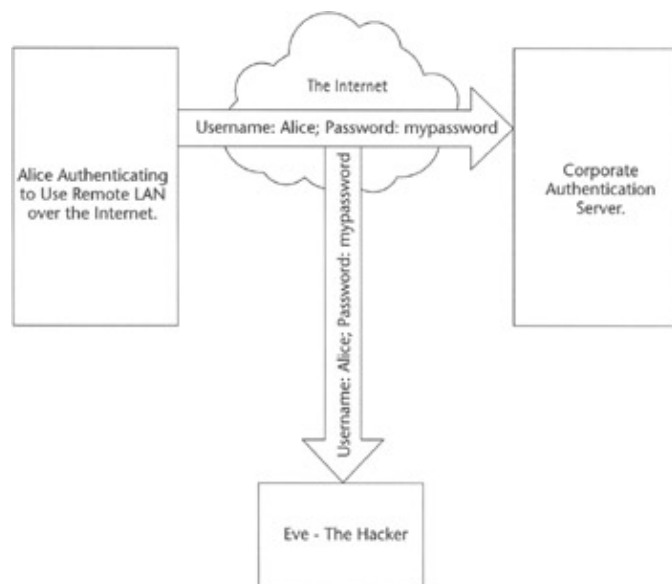 The Internet
Username: Alice; Password: mypassword
Alice Authenticating
to Use Remote LAN
over the Internet.
Corporate
Authentication
Server.
Username: Alice; Password: mypassword
Eve - The Hacker